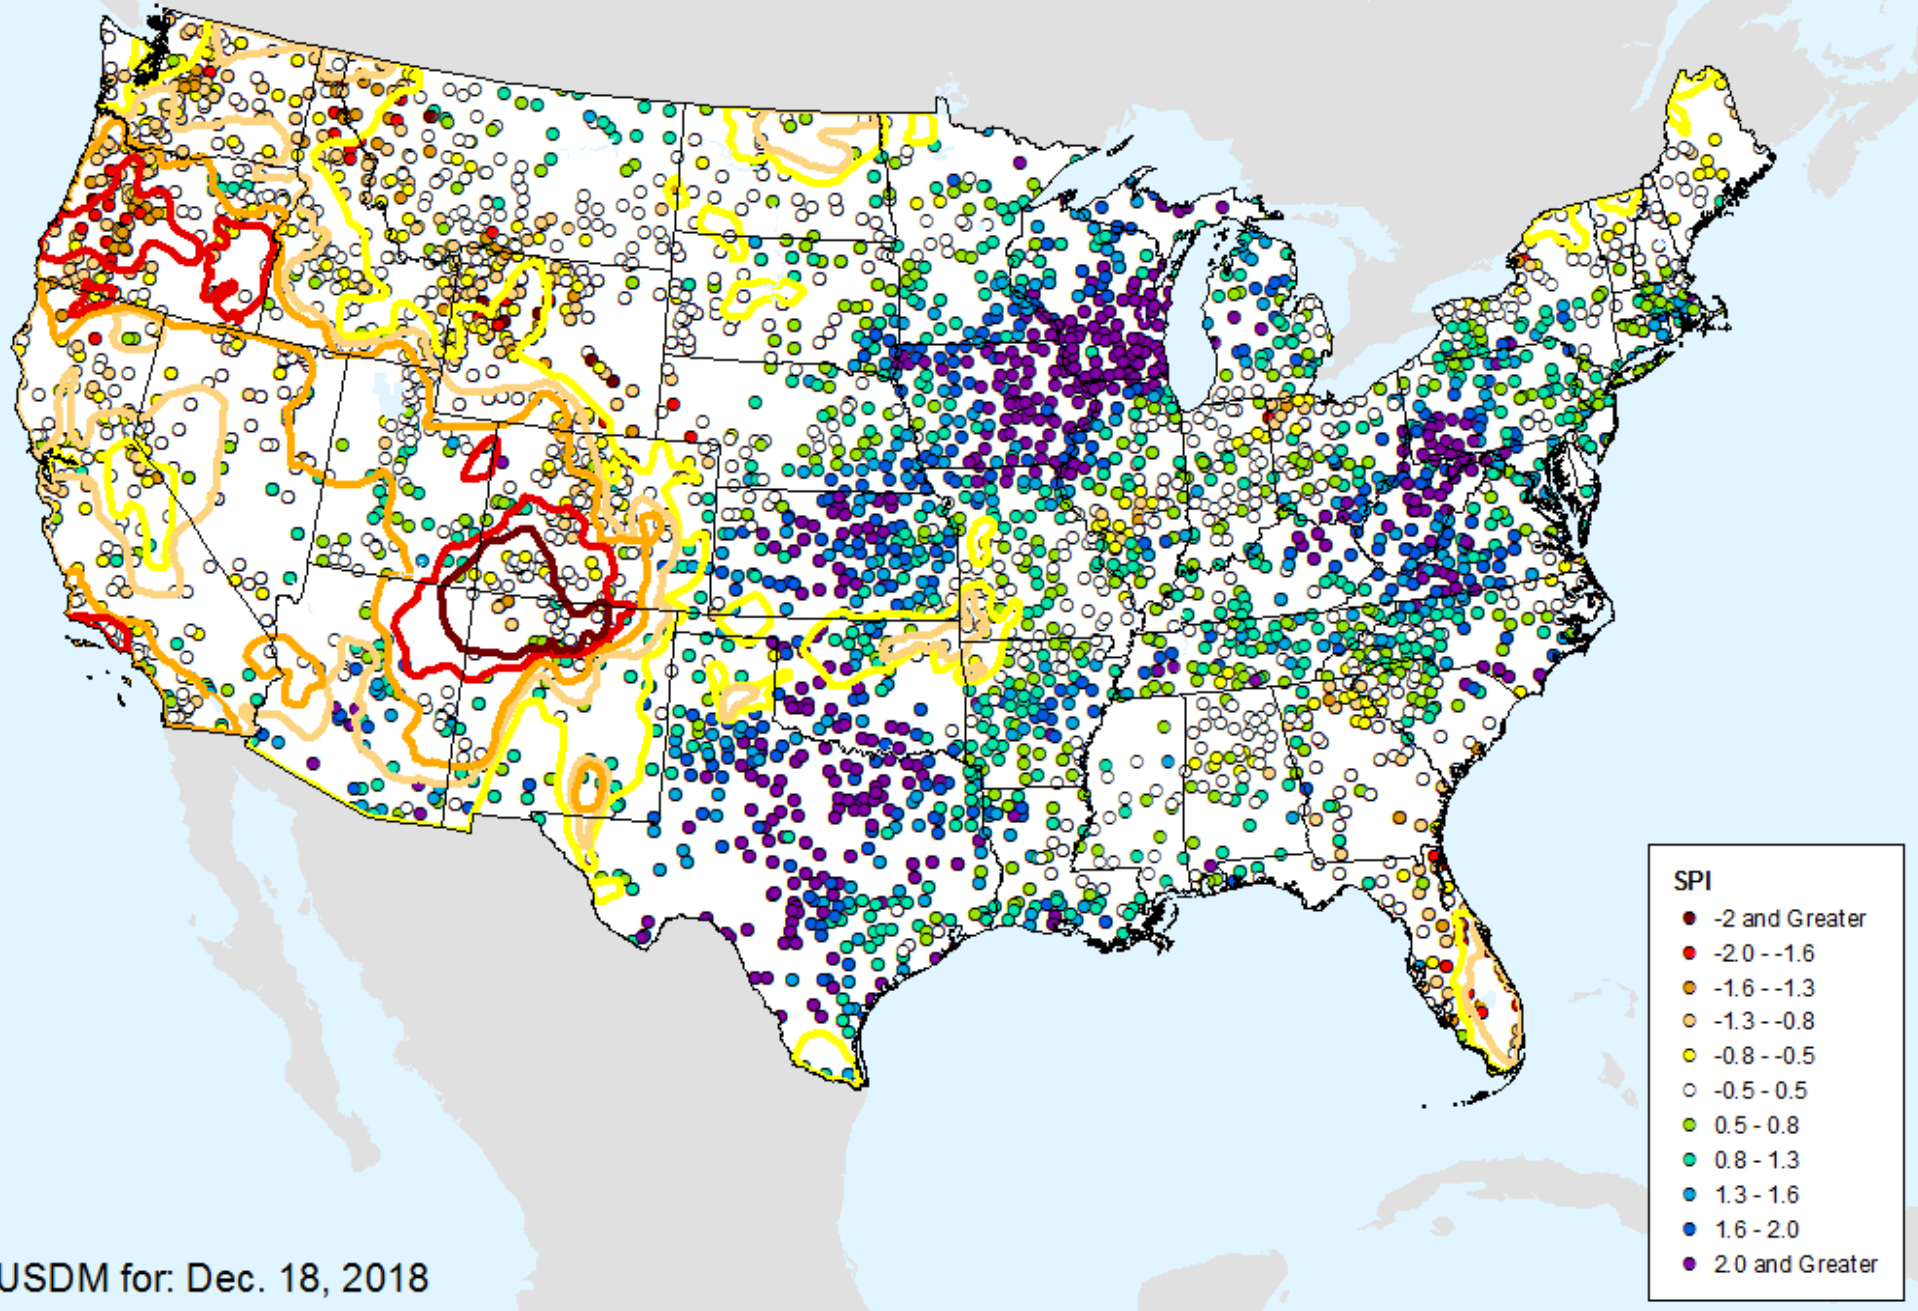 SPI
-2 and Greater
-2.0 - -1.6
-1.6 - -1.3
-1.3 - -0.8
-0.8 - -0.5
-0.5 - 0.5
0.5 - 0.8
0.8 - 1.3
1.3 - 1.6
1.6 - 2.0
2.0 and Greater
USDM for: Dec. 18, 2018